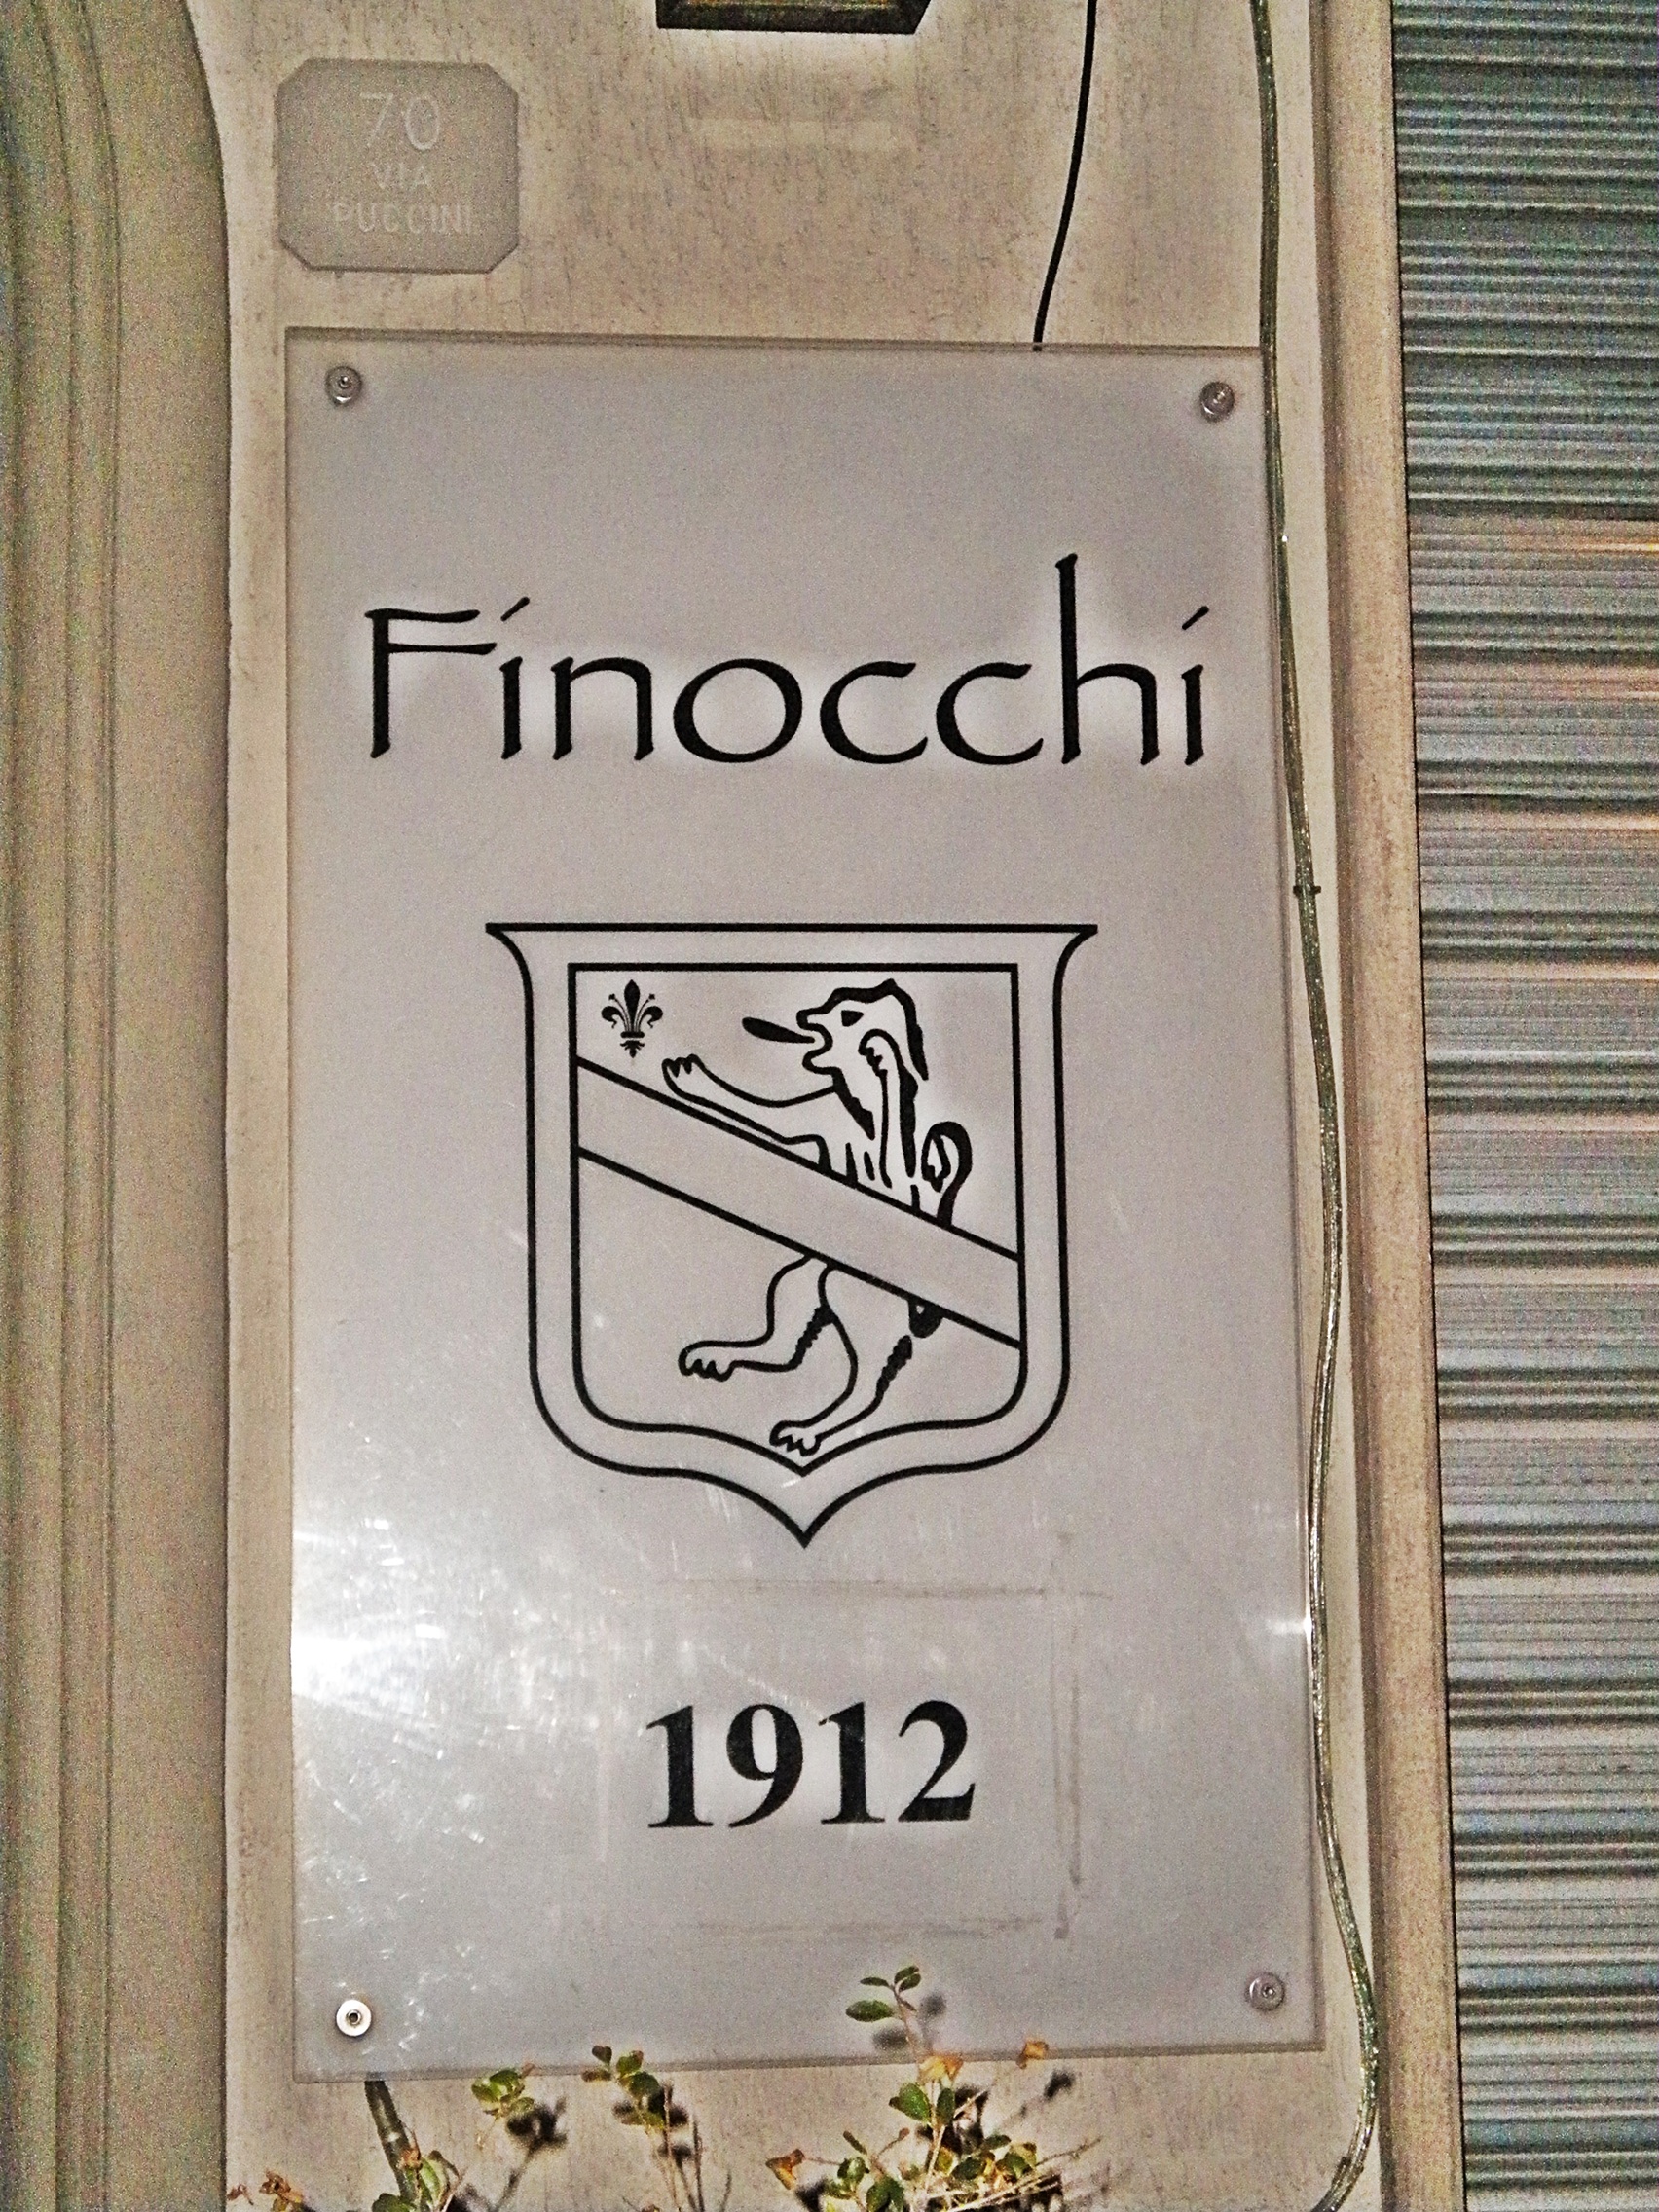 70
VIA
PUCCINI
Finocchi
1912